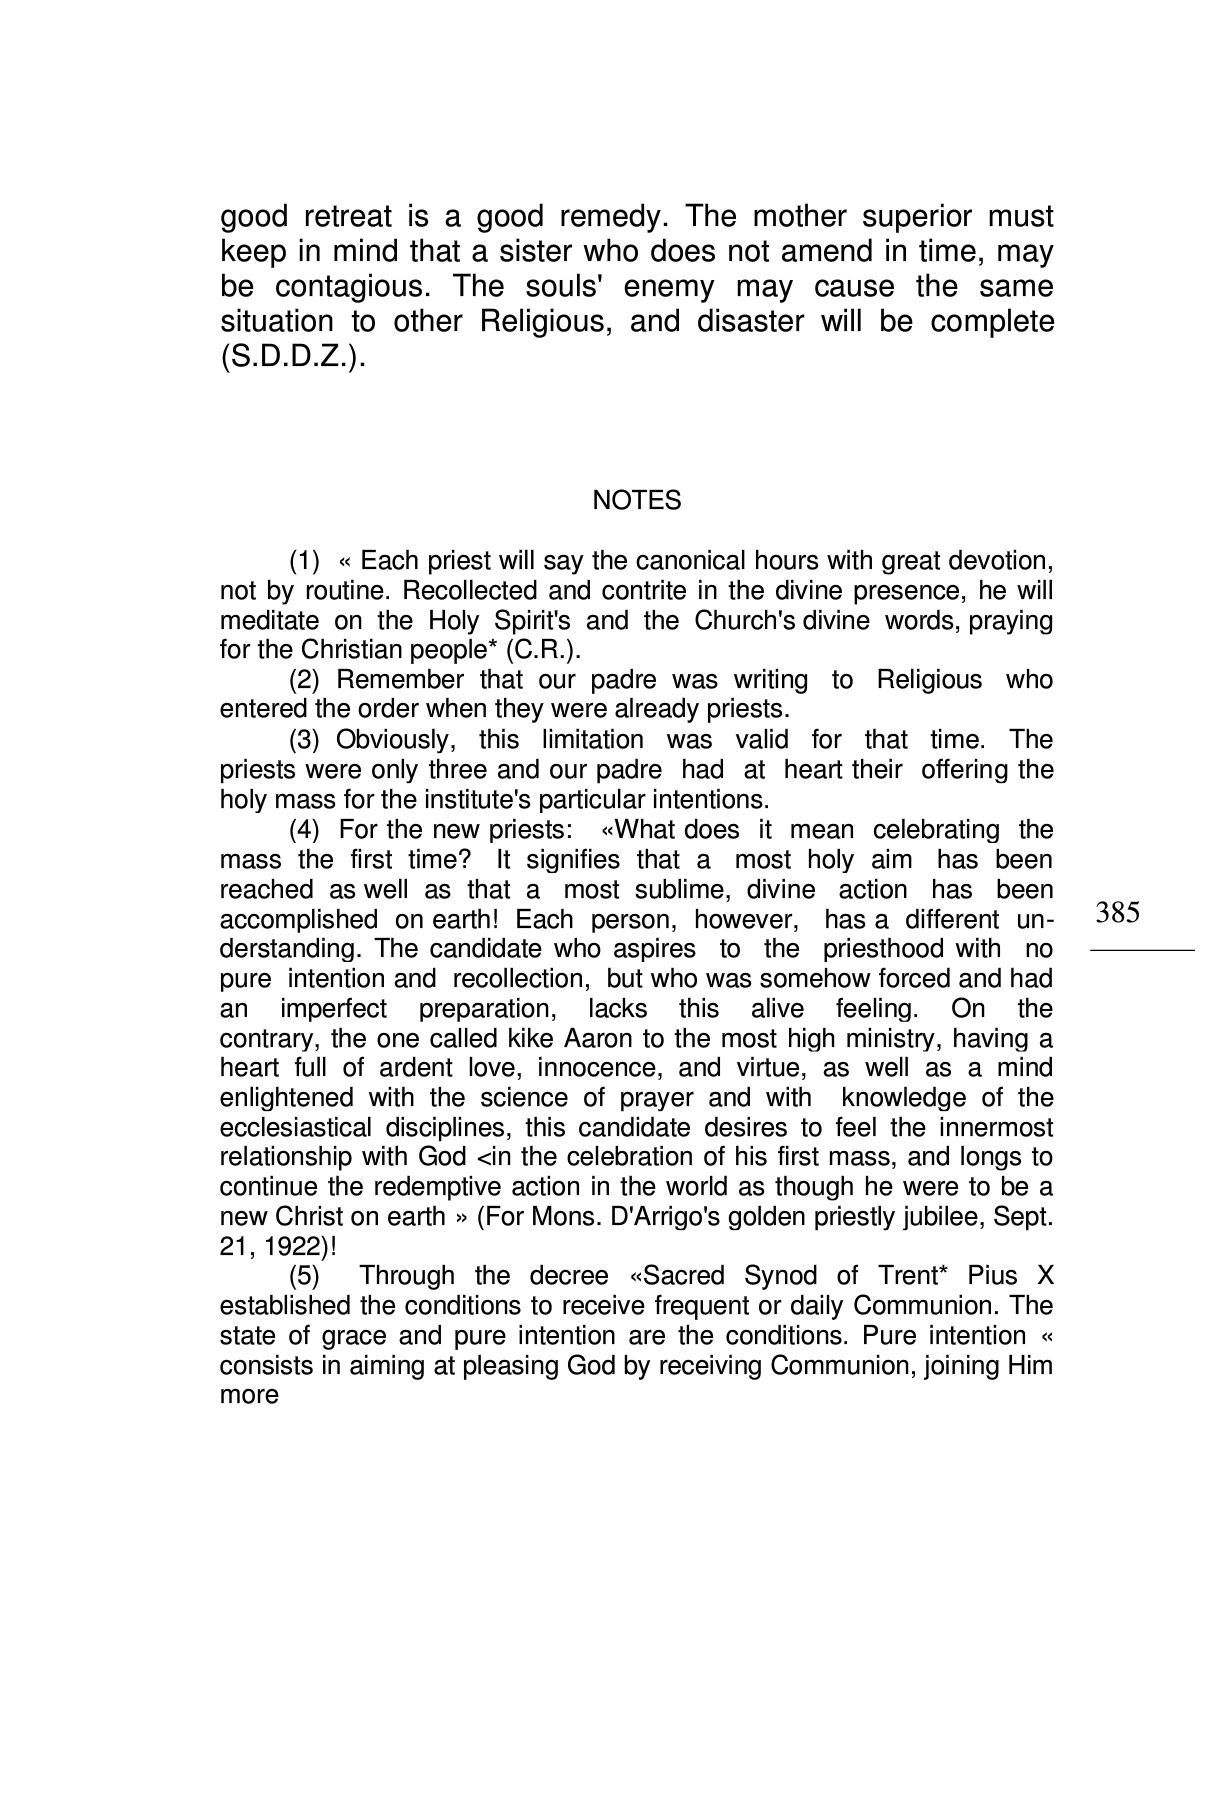 good retreat is a good remedy. The mother superior must
keep in mind that a sister who does not amend in time, may
be contagious. The souls' enemy may cause the same
situation to other Religious, and disaster will be complete
(S.D.D.Z.).
NOTES
(1) « Each priest will say the canonical hours with great devotion,
not by routine. Recollected and contrite in the divine presence, he will
meditate on the Holy Spirit's and the Church's divine words, praying
for the Christian people* (C.R.).
(2) Remember that our padre was writing to Religious who
entered the order when they were already priests.
(3) Obviously, this limitation was valid for that time. The
priests were only three and our padre had at heart their offering the
holy mass for the institute's particular intentions.
(4) For the new priests: «What does it mean celebrating the
mass the first time? It signifies that a most holy aim has been
reached as well as that a most sublime, divine action has been
accomplished on earth! Each person, however, has a different un-
derstanding. The candidate who aspires to the priesthood with no
pure intention and recollection, but who was somehow forced and had
an imperfect preparation, lacks this alive feeling. On the
contrary, the one called kike Aaron to the most high ministry, having a
heart full of ardent love, innocence, and virtue, as well as a mind
enlightened with the science of prayer and with knowledge of the
ecclesiastical disciplines, this candidate desires to feel the innermost
relationship with God <in the celebration of his first mass, and longs to
continue the redemptive action in the world as though he were to be a
new Christ on earth » (For Mons. D'Arrigo's golden priestly jubilee, Sept.
21, 1922)!
(5) Through the decree «Sacred Synod of Trent* Pius X
established the conditions to receive frequent or daily Communion. The
state of grace and pure intention are the conditions. Pure intention «
consists in aiming at pleasing God by receiving Communion, joining Him
more
385